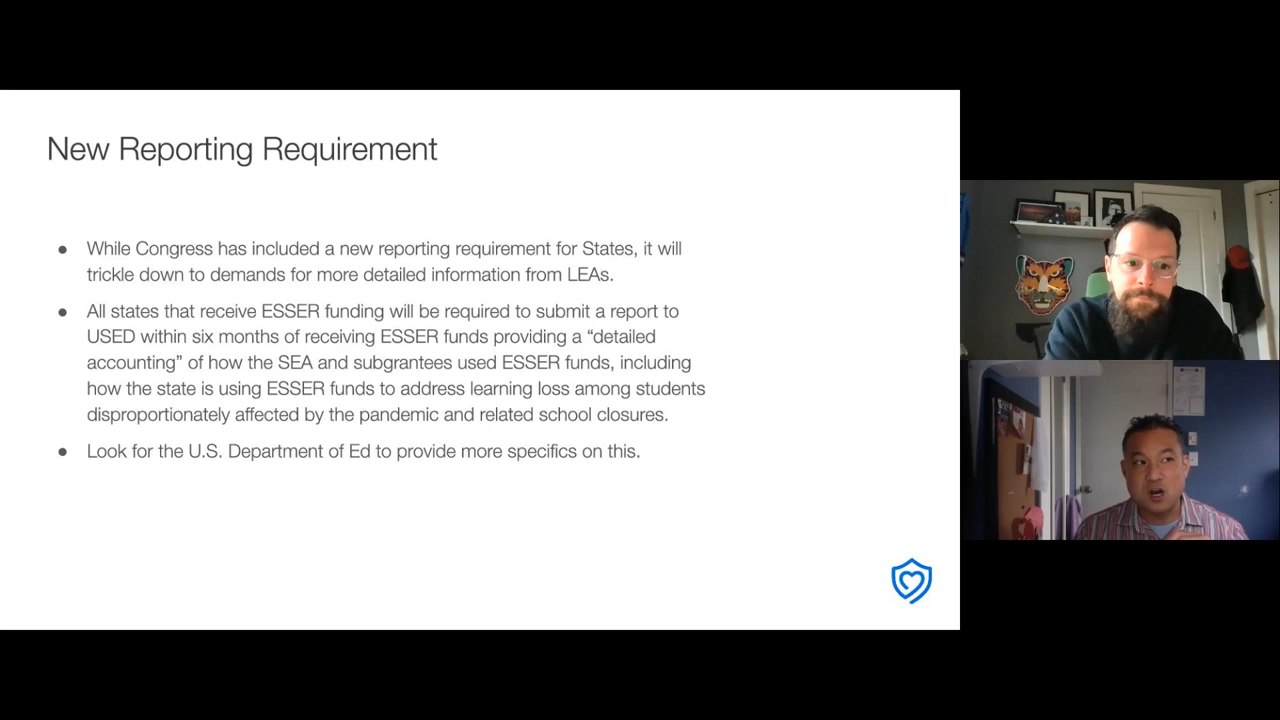 New Reporting Requirement
● While Congress has included a new reporting requirement for States, it will
trickle down to demands for more detailed information from LEAs.
● All states that receive ESSER funding will be required to submit a report to
USED within six months of receiving ESSER funds providing a “detailed
accounting” of how the SEA and subgrantees used ESSER funds, including
how the state is using ESSER funds to address learning loss among students
disproportionately affected by the pandemic and related school closures.
● Look for the U.S. Department of Ed to provide more specifics on this.